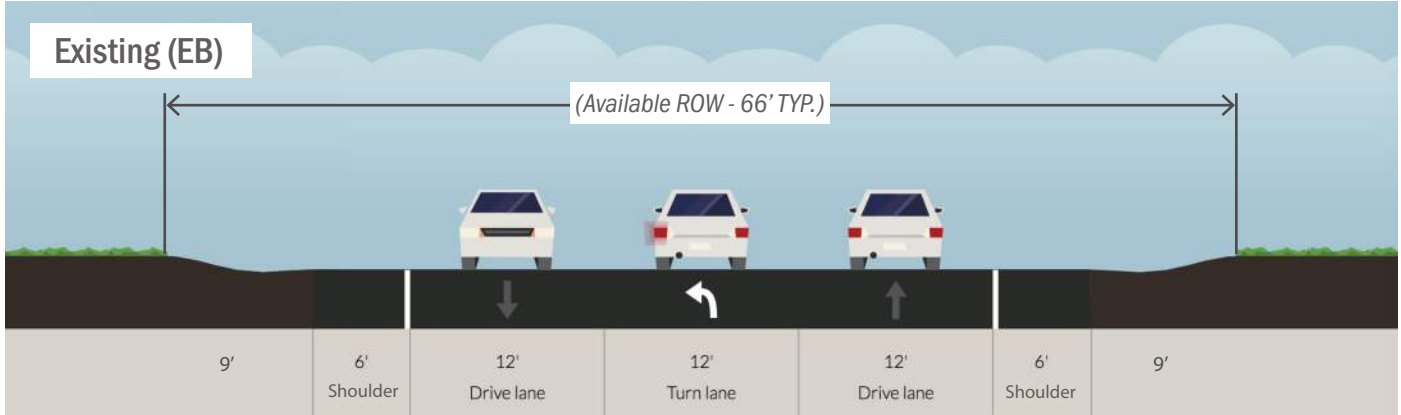 Existing (EB)
(Available ROW - 66’ TYP.)
9’
6'
Shoulder
12'
Drive lane
12'
Turn lane
12'
Drive lane
6'
Shoulder
9’